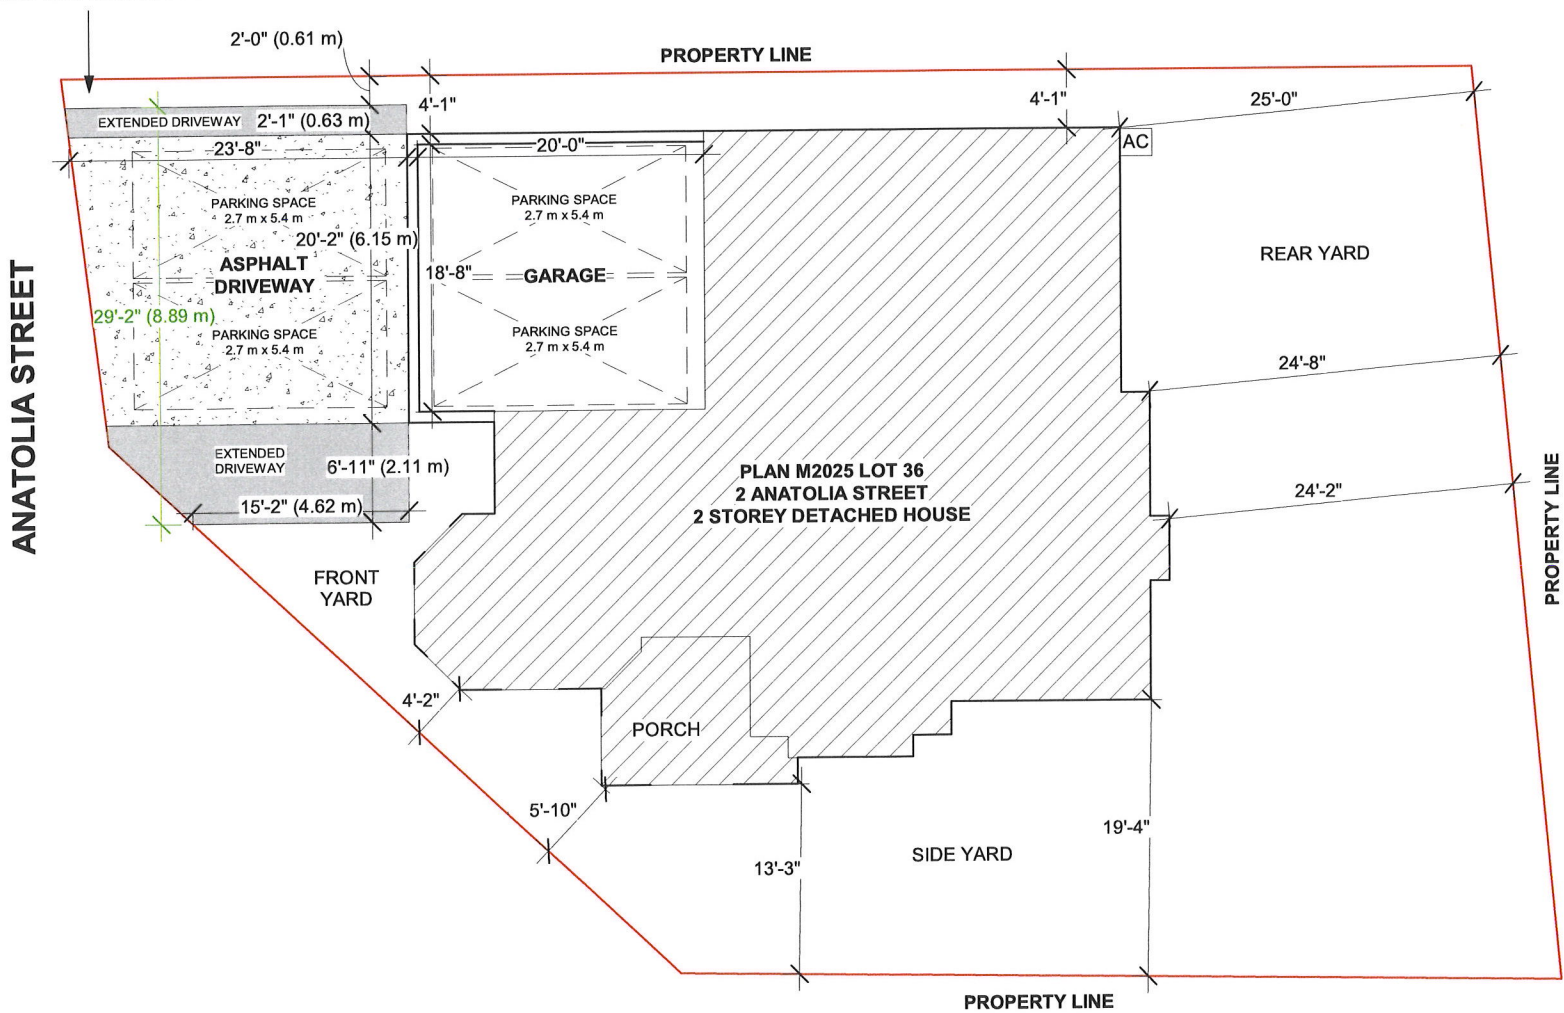 2'-0" (0.61 m)
PROPERTY LINE
4'-1"
4'-1"
25'-0"
EXTENDED DRIVEWAY
2'-1" (0.63 m)
23'-8"
20'-0"
AC
PARKING SPACE
2.7 m x 5.4 m
PARKING SPACE
2.7 m x 5.4 m
20'-2" (6.15 m)
REAR YARD
ASPHALT
DRIVEWAY
18'-8"
GARAGE
29'-2" (8.89 m)
PARKING SPACE
2.7 m x 5.4 m
PARKING SPACE
2.7 m x 5.4 m
24'-8"
ANATOLIA STREET
EXTENDED
DRIVEWAY
6'-11" (2.11 m)
15'-2" (4.62 m)
PLAN M2025 LOT 36
2 ANATOLIA STREET
2 STOREY DETACHED HOUSE
24'-2"
PROPERTY LINE
FRONT
YARD
4'-2"
PORCH
5'-10"
13'-3"
SIDE YARD
19'-4"
PROPERTY LINE